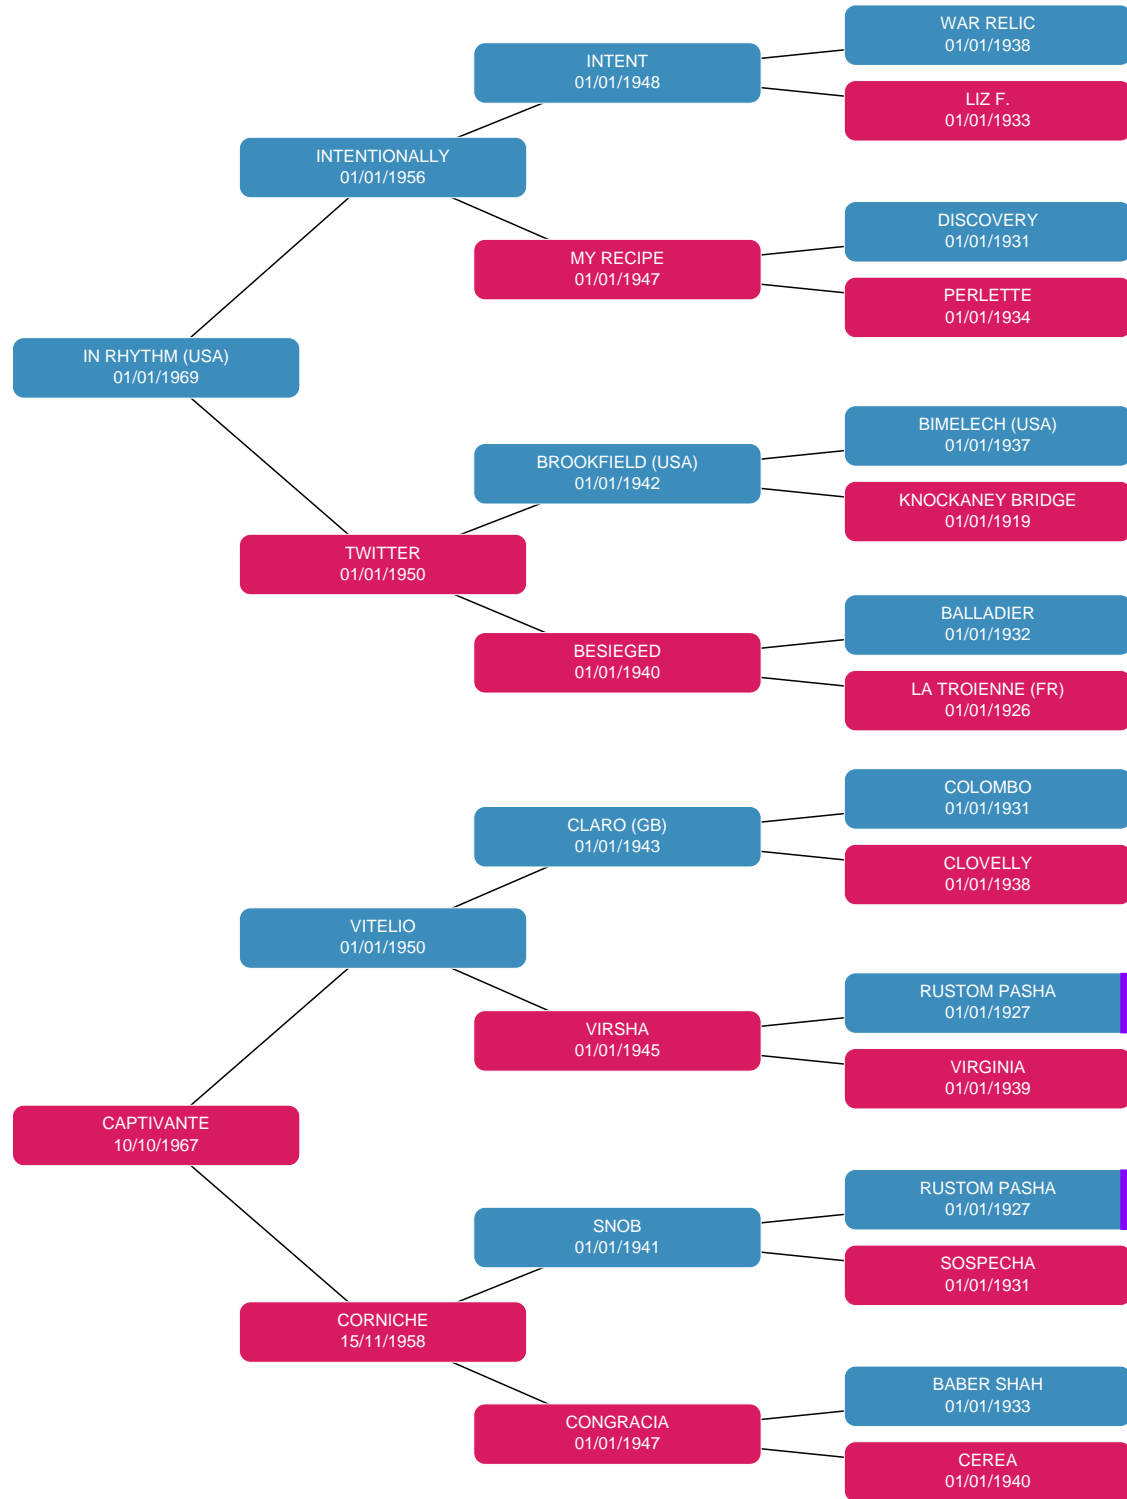 WAR RELIC
01/01/1938
INTENT
01/01/1948
LIZ F.
01/01/1933
INTENTIONALLY
01/01/1956
DISCOVERY
01/01/1931
MY RECIPE
01/01/1947
PERLETTE
01/01/1934
IN RHYTHM (USA)
01/01/1969
BIMELECH (USA)
01/01/1937
BROOKFIELD (USA)
01/01/1942
KNOCKANEY BRIDGE
01/01/1919
TWITTER
01/01/1950
BALLADIER
01/01/1932
BESIEGED
01/01/1940
LA TROIENNE (FR)
01/01/1926
COLOMBO
01/01/1931
CLARO (GB)
01/01/1943
CLOVELLY
01/01/1938
VITELIO
01/01/1950
RUSTOM PASHA
01/01/1927
VIRSHA
01/01/1945
VIRGINIA
01/01/1939
CAPTIVANTE
10/10/1967
RUSTOM PASHA
01/01/1927
SNOB
01/01/1941
SOSPECHA
01/01/1931
CORNICHE
15/11/1958
BABER SHAH
01/01/1933
CONGRACIA
01/01/1947
CEREA
01/01/1940